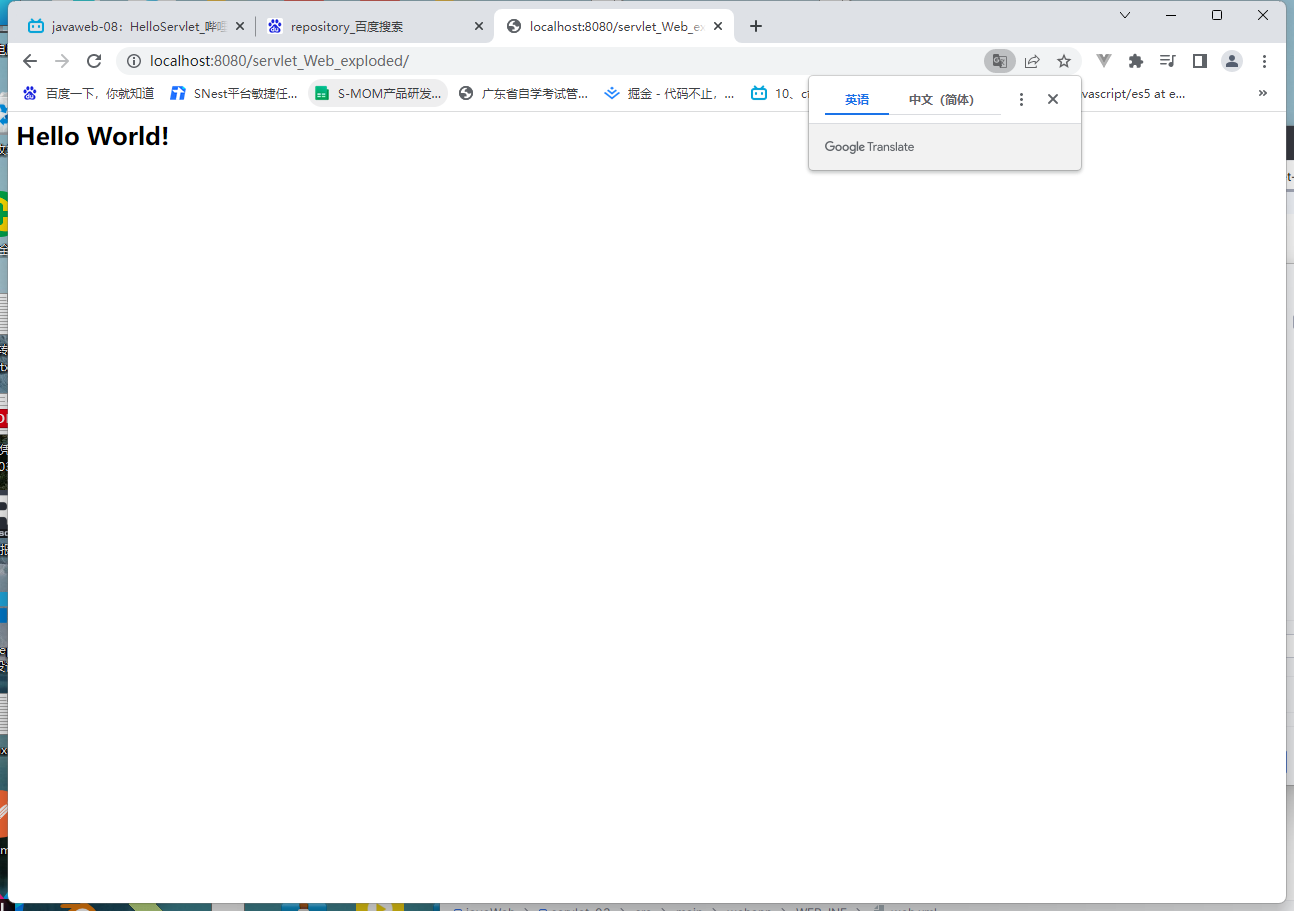 javaweb-08：HelloServlet_哔哩
repository_百度搜索
localhost:8080/servlet_Web_ex
localhost:8080/servlet_Web_exploded/
百度一下，你就知道
SNest平台敏捷任...
S-MOM产品研发...
广东省自学考试管...
掘金 - 代码不止，...
10、
vascript/es5 at e...
»
英语
中文（简体）
Google Translate
Hello World!